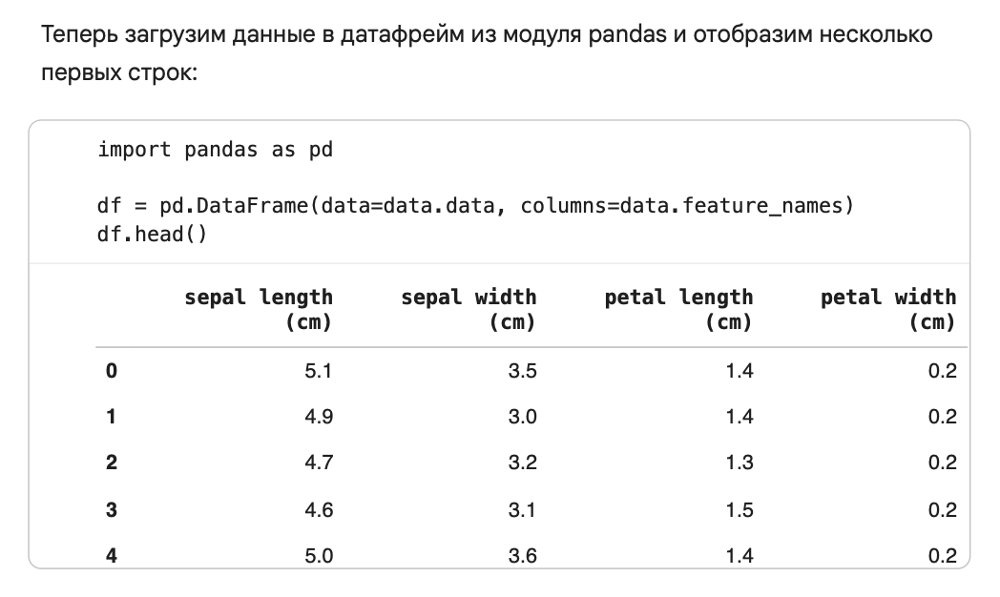 Теперь загрузим данные в датафрейм из модуля pandas и отобразим несколько
первых строк:
import pandas as pd
df = pd.DataFrame(data=data.data, columns=data.feature_names)
df.head()
sepal length sepal width petal length petal width
(cm) (cm) (cm) (cm)
0 5.1 3.5 1.4 0.2
1 4.9 3.0 1.4 0.2
2 4.7 3.2 1.3 0.2
3 4.6 3.1 1.5 0.2
4 5.0 3.6 1.4 0.2